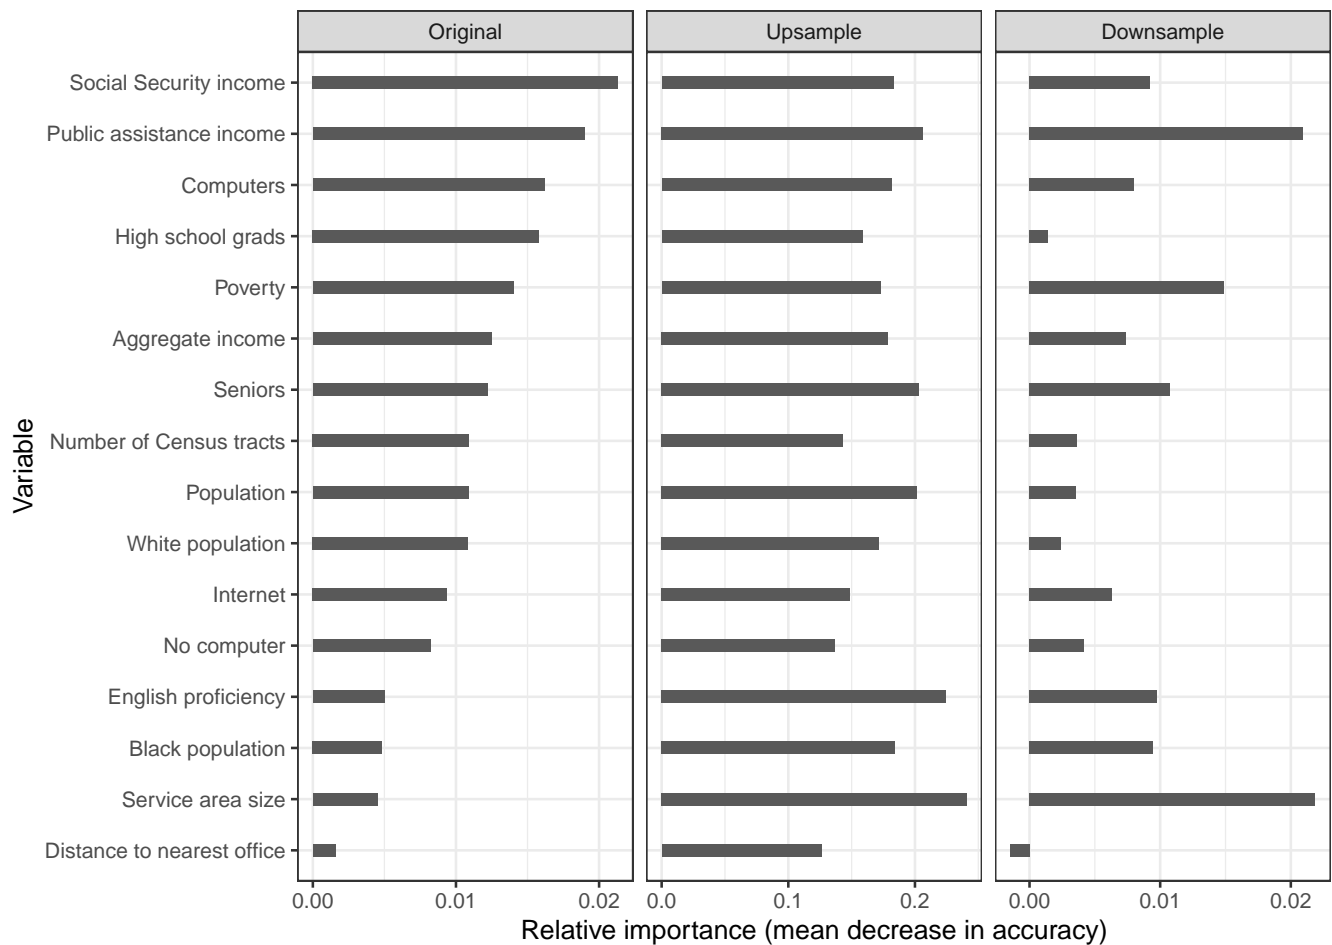 Original
Upsample
Downsample
Social Security income
Public assistance income
Computers
High school grads
Poverty
Aggregate income
Seniors
Number of Census tracts
Population
White population
Internet
No computer
English proficiency
Black population
Service area size
Distance to nearest office
Variable
0.00 0.01 0.02 0.0 0.1 0.2 0.00 0.01 0.02
Relative importance (mean decrease in accuracy)